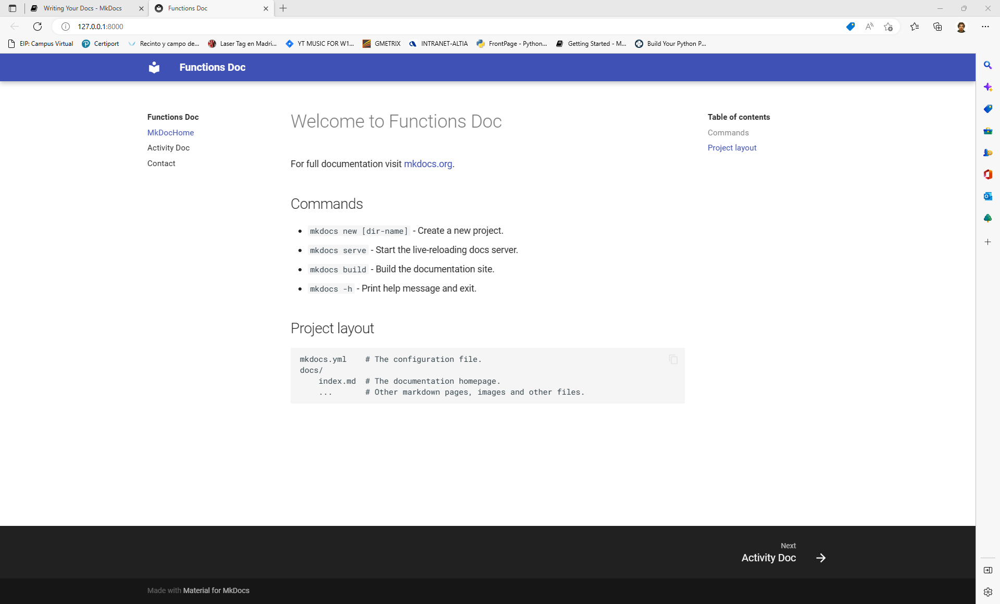 Writing Your Docs - MkDocs
Functions Doc
127.0.0.1:8000
EIP: Campus Virtual
Certiport
Recinto y campo de...
Laser Tag en Madri...
YT MUSIC FOR W1...
GMETRIX
INTRANET-ALTIA
FrontPage - Python...
Getting Started - M...
Build Your Python P...
Functions Doc
Functions Doc
MkDocHome
Activity Doc
Contact
Welcome to Functions Doc
For full documentation visit mkdocs.org.
Commands
mkdocs new [dir-name] - Create a new project.
mkdocs serve - Start the live-reloading docs server.
mkdocs build - Build the documentation site.
mkdocs -h - Print help message and exit.
Project layout
mkdocs.yml    # The configuration file.
docs/
    index.md  # The documentation homepage.
    ...       # Other markdown pages, images and other files.
Table of contents
Commands
Project layout
Next
Activity Doc
Made with Material for MkDocs